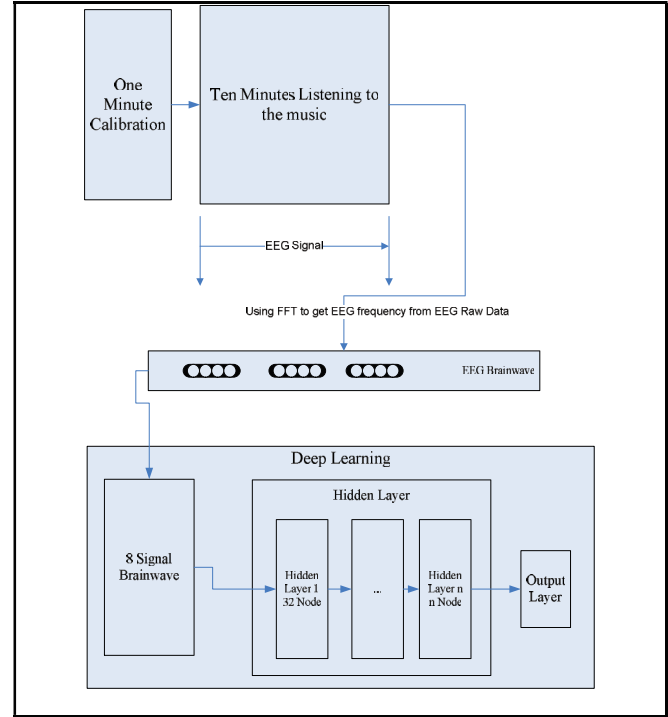 One
Minute
Calibration
Ten Minutes Listening to
the music
EEG Signal
Using FFT to get EEG frequency from EEG Raw Data
EEG Brainwave
Deep Learning
8 Signal
Brainwave
Hidden Layer
Hidden
Layer 1
32 Node
...
Hidden
Layer n
n Node
Output
Layer